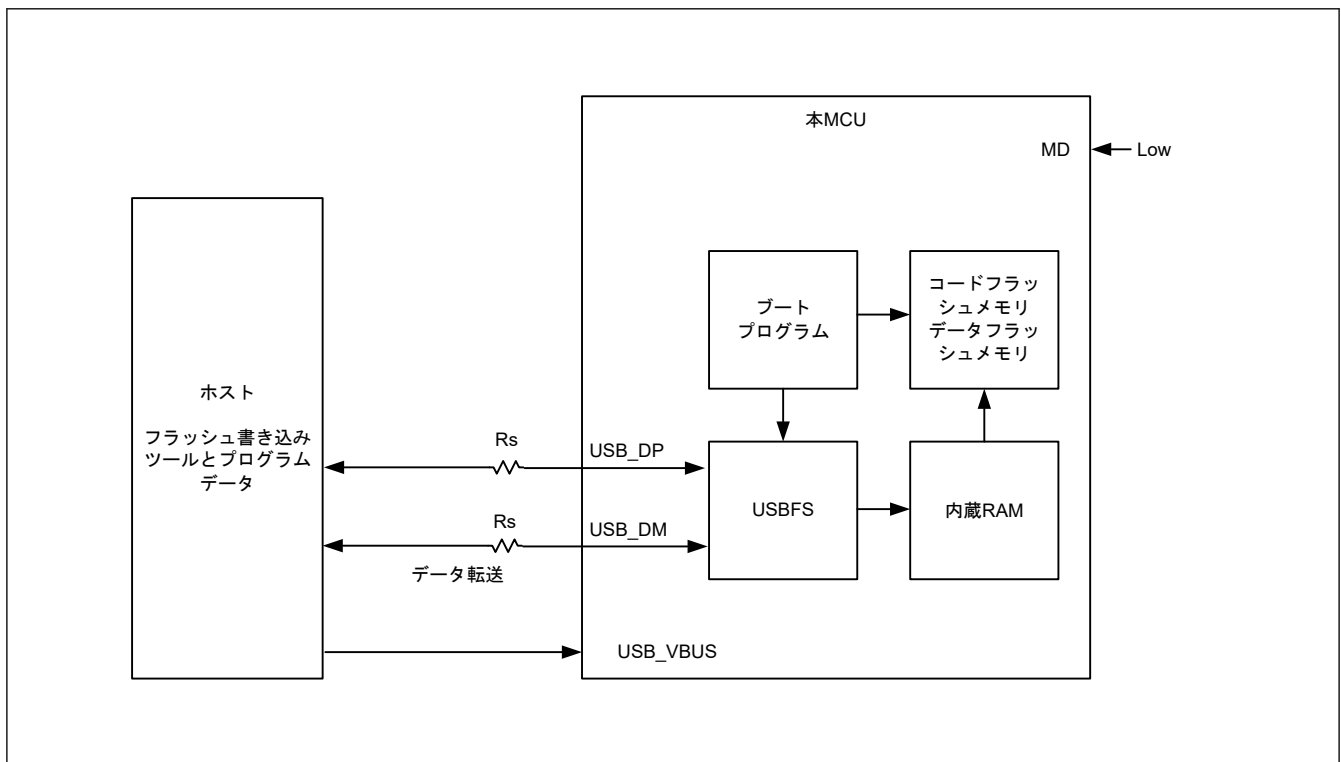 本MCU
MD
Low
ブート
プログラム
コードフラッ
シュメモリ
データフラッ
シュメモリ
ホスト
フラッシュ書き込み
ツールとプログラム
データ
Rs
USB_DP
USBFS
内蔵RAM
Rs
USB_DM
データ転送
USB_VBUS